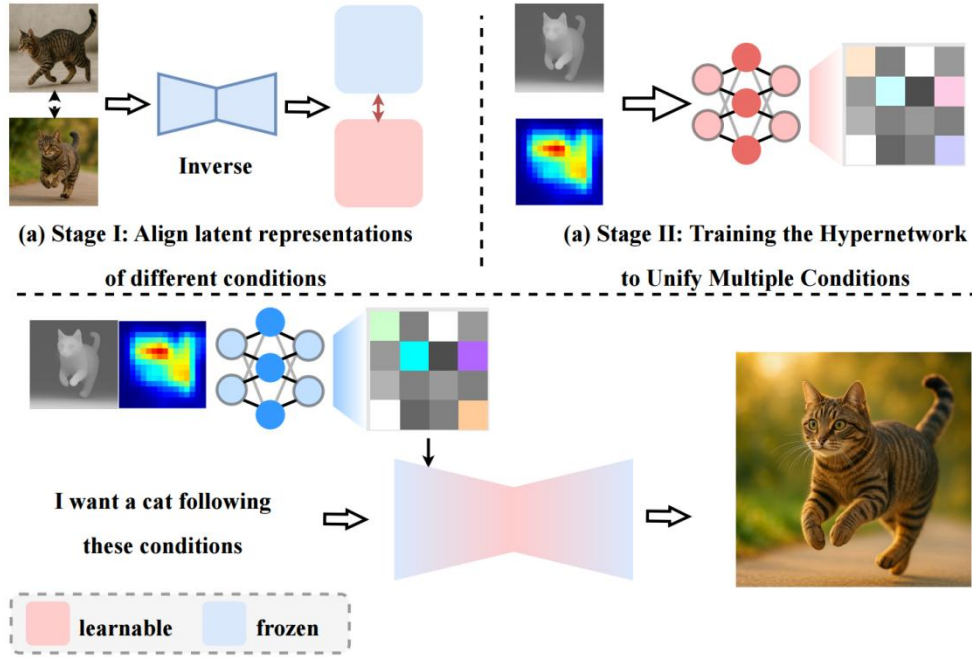 Inverse
(a) Stage I: Align latent representations
of different conditions
(a) Stage II: Training the Hypernetwork
to Unify Multiple Conditions
I want a cat following
these conditions
learnable
frozen